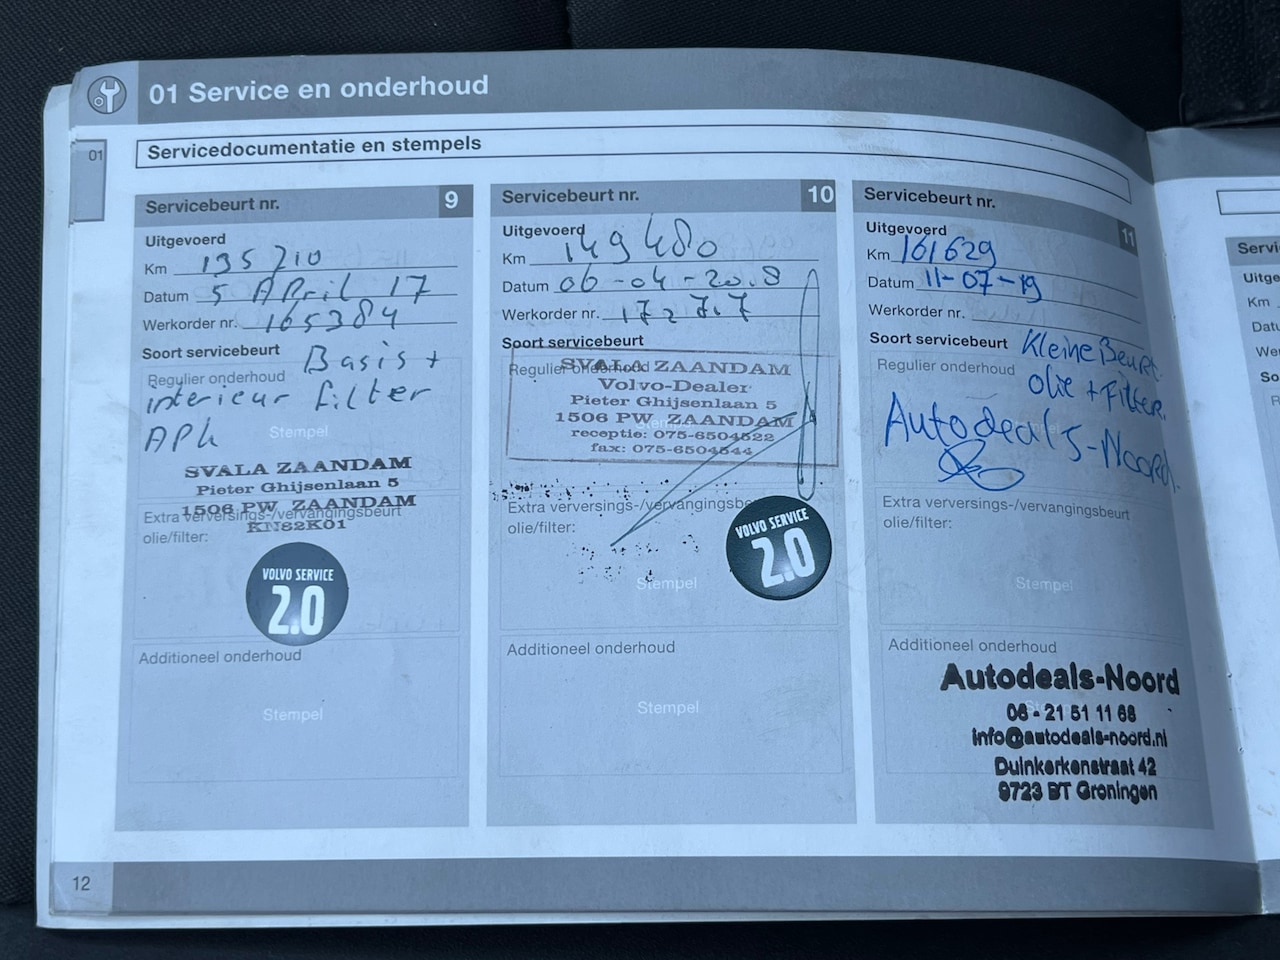 01 Service en onderhoud
01
Servicedocumentatie en stempels
Servicebeurt nr. 9
Uitgevoerd
Km 135210
Datum 5 April 17
Werkorder nr. 165384
Soort servicebeurt Basis +
Regulier onderhoud
interieur filter
APk
Stempel
SVALA ZAANDAM
Pieter Ghijsenlaan 5
1506 PW ZAANDAM
KN82K01
Extra verversings-/vervangingsbeurt
olie/filter:
VOLVO SERVICE
2.0
Additioneel onderhoud
Stempel
Servicebeurt nr. 10
Uitgevoerd
Km 149480
Datum 06-04-2018
Werkorder nr. 172717
Soort servicebeurt
Regulier onderhoud
SVALA ZAANDAM
Volvo-Dealer
Pieter Ghijsenlaan 5
1506 PW ZAANDAM
receptie: 075-6504522
fax: 075-6504544
Extra verversings-/vervangingsbeurt
olie/filter:
VOLVO SERVICE
2.0
Stempel
Additioneel onderhoud
Stempel
Servicebeurt nr. 11
Uitgevoerd
Km 161629
Datum 11-07-19
Werkorder nr.
Soort servicebeurt Kleine Beurt
Regulier onderhoud olie + Filter.
Autodeals-Noord.
Extra verversings-/vervangingsbeurt
olie/filter:
Stempel
Additioneel onderhoud
Autodeals-Noord
06 - 21 51 11 68
info@autodeals-noord.nl
Duinkerkenstraat 42
9723 BT Groningen
12